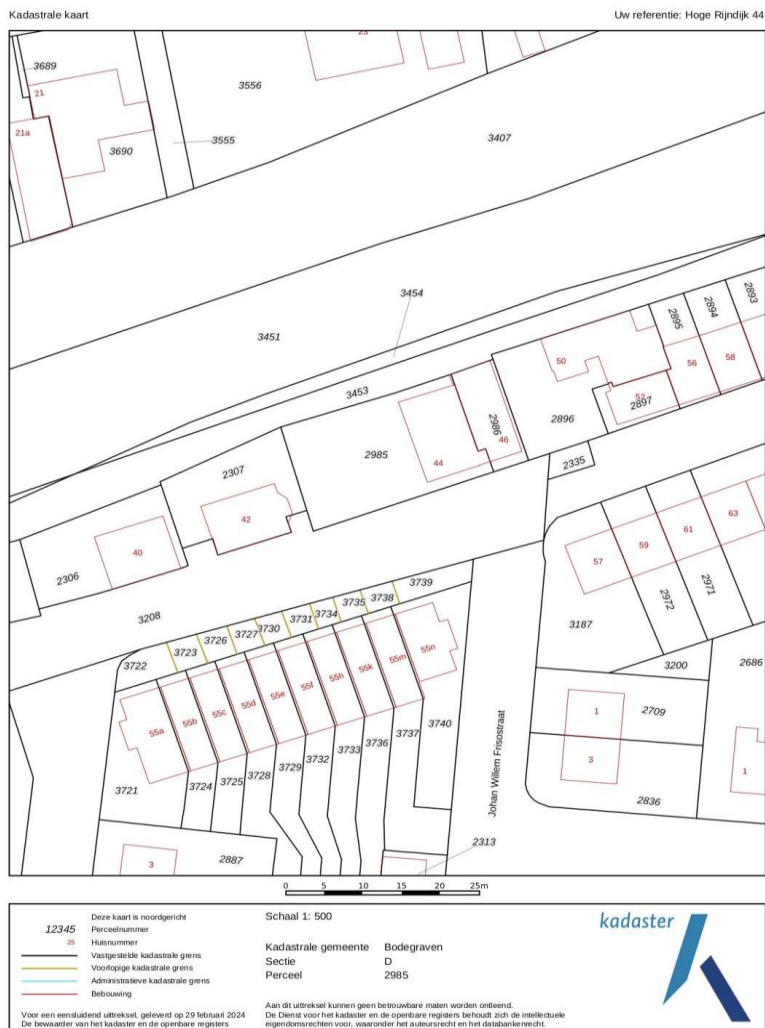 Kadastrale kaart
Uw referentie: Hoge Rijndijk 44
3689
21
21a
3690
3555
3556
23
3407
3454
3451
3453
2893
2894
2895
58
56
50
52
2897
2896
2986
46
2985
44
2335
2307
42
40
2306
3208
63
61
59
57
2971
2972
3187
3200
2686
3739
3738
3735
3734
3731
3730
3727
3726
3723
3722
55n
55m
55k
55h
55f
55e
55d
55c
55b
55a
3740
3737
3736
3733
3732
3729
3728
3725
3724
3721
Johan Willem Frisostraat
1
2709
3
2836
1
3
2887
2313
0 5 10 15 20 25m
Deze kaart is noordgericht
12345 Perceelnummer
25 Huisnummer
Vastgestelde kadastrale grens
Voorlopige kadastrale grens
Administratieve kadastrale grens
Bebouwing
Voor een eensluidend uittreksel, geleverd op 29 februari 2024
De bewaarder van het kadaster en de openbare registers
Schaal 1: 500
Kadastrale gemeente Bodegraven
Sectie D
Perceel 2985
Aan dit uittreksel kunnen geen betrouwbare maten worden ontleend.
De Dienst voor het kadaster en de openbare registers behoudt zich de intellectuele
eigendomsrechten voor, waaronder het auteursrecht en het databankenrecht.
kadaster